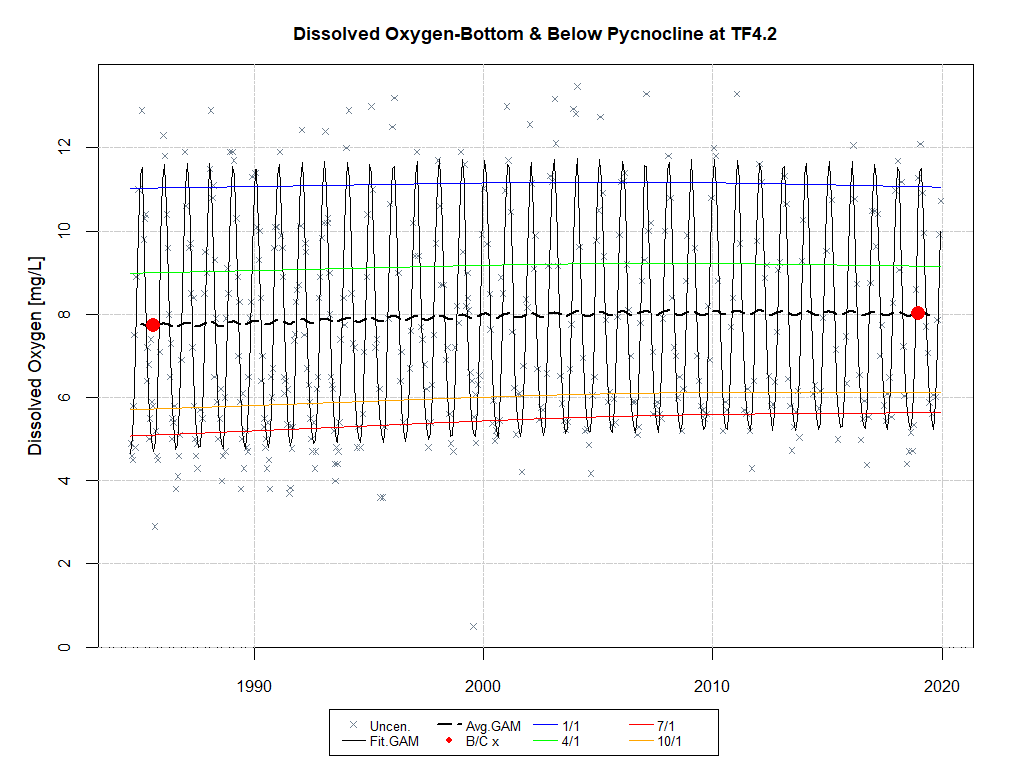 Dissolved Oxygen-Bottom & Below Pycnocline at TF4.2
Dissolved Oxygen [mg/L]
12
10
8
6
4
2
0
1990 2000 2010 2020
Uncen. Avg.GAM 1/1 7/1
Fit.GAM B/C x 4/1 10/1